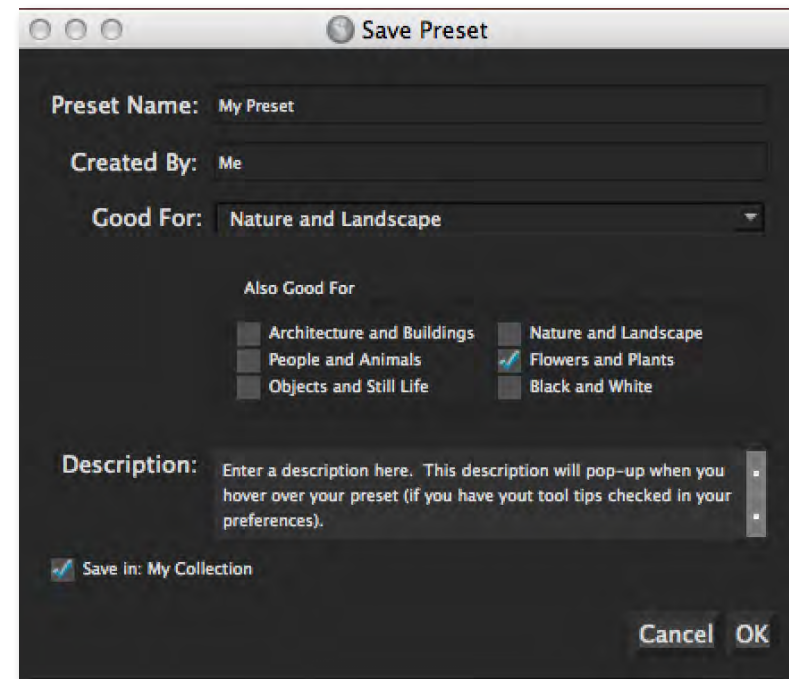 Save Preset
Preset Name: My Preset
Created By: Me
Good For: Nature and Landscape
Also Good For
Architecture and Buildings Nature and Landscape
People and Animals Flowers and Plants
Objects and Still Life Black and White
Description: Enter a description here. This description will pop-up when you
hover over your preset (if you have yout tool tips checked in your
preferences).
Save in: My Collection
Cancel OK